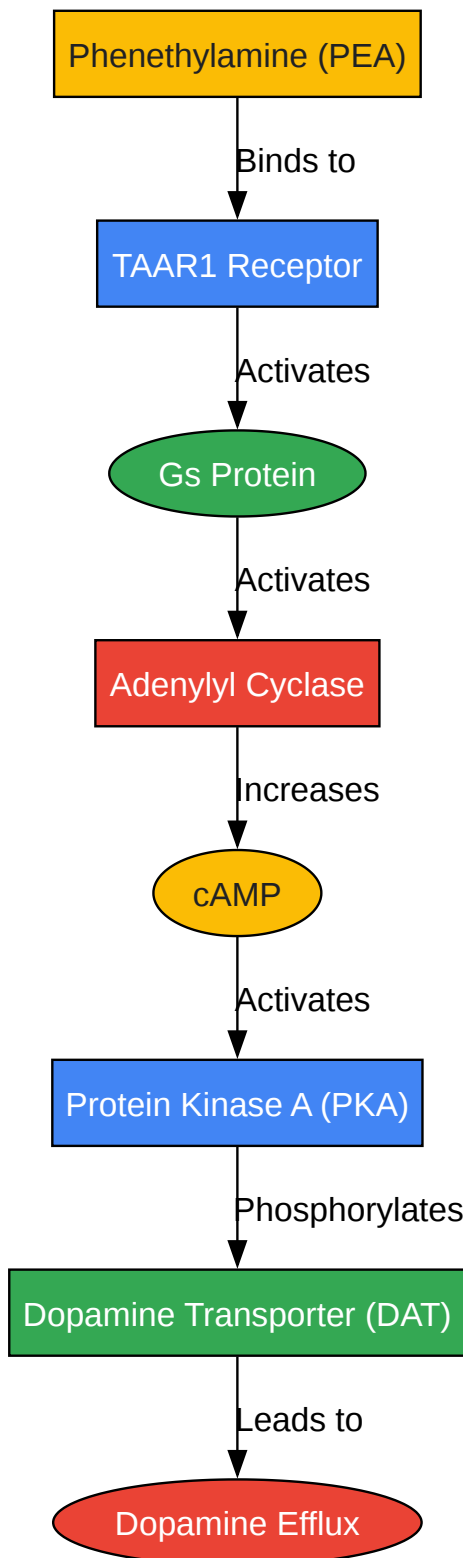 Phenethylamine (PEA)
Binds to
TAAR1 Receptor
Activates
Gs Protein
Activates
Adenylyl Cyclase
Increases
cAMP
Activates
Protein Kinase A (PKA)
Phosphorylates
Dopamine Transporter (DAT)
Leads to
Dopamine Efflux